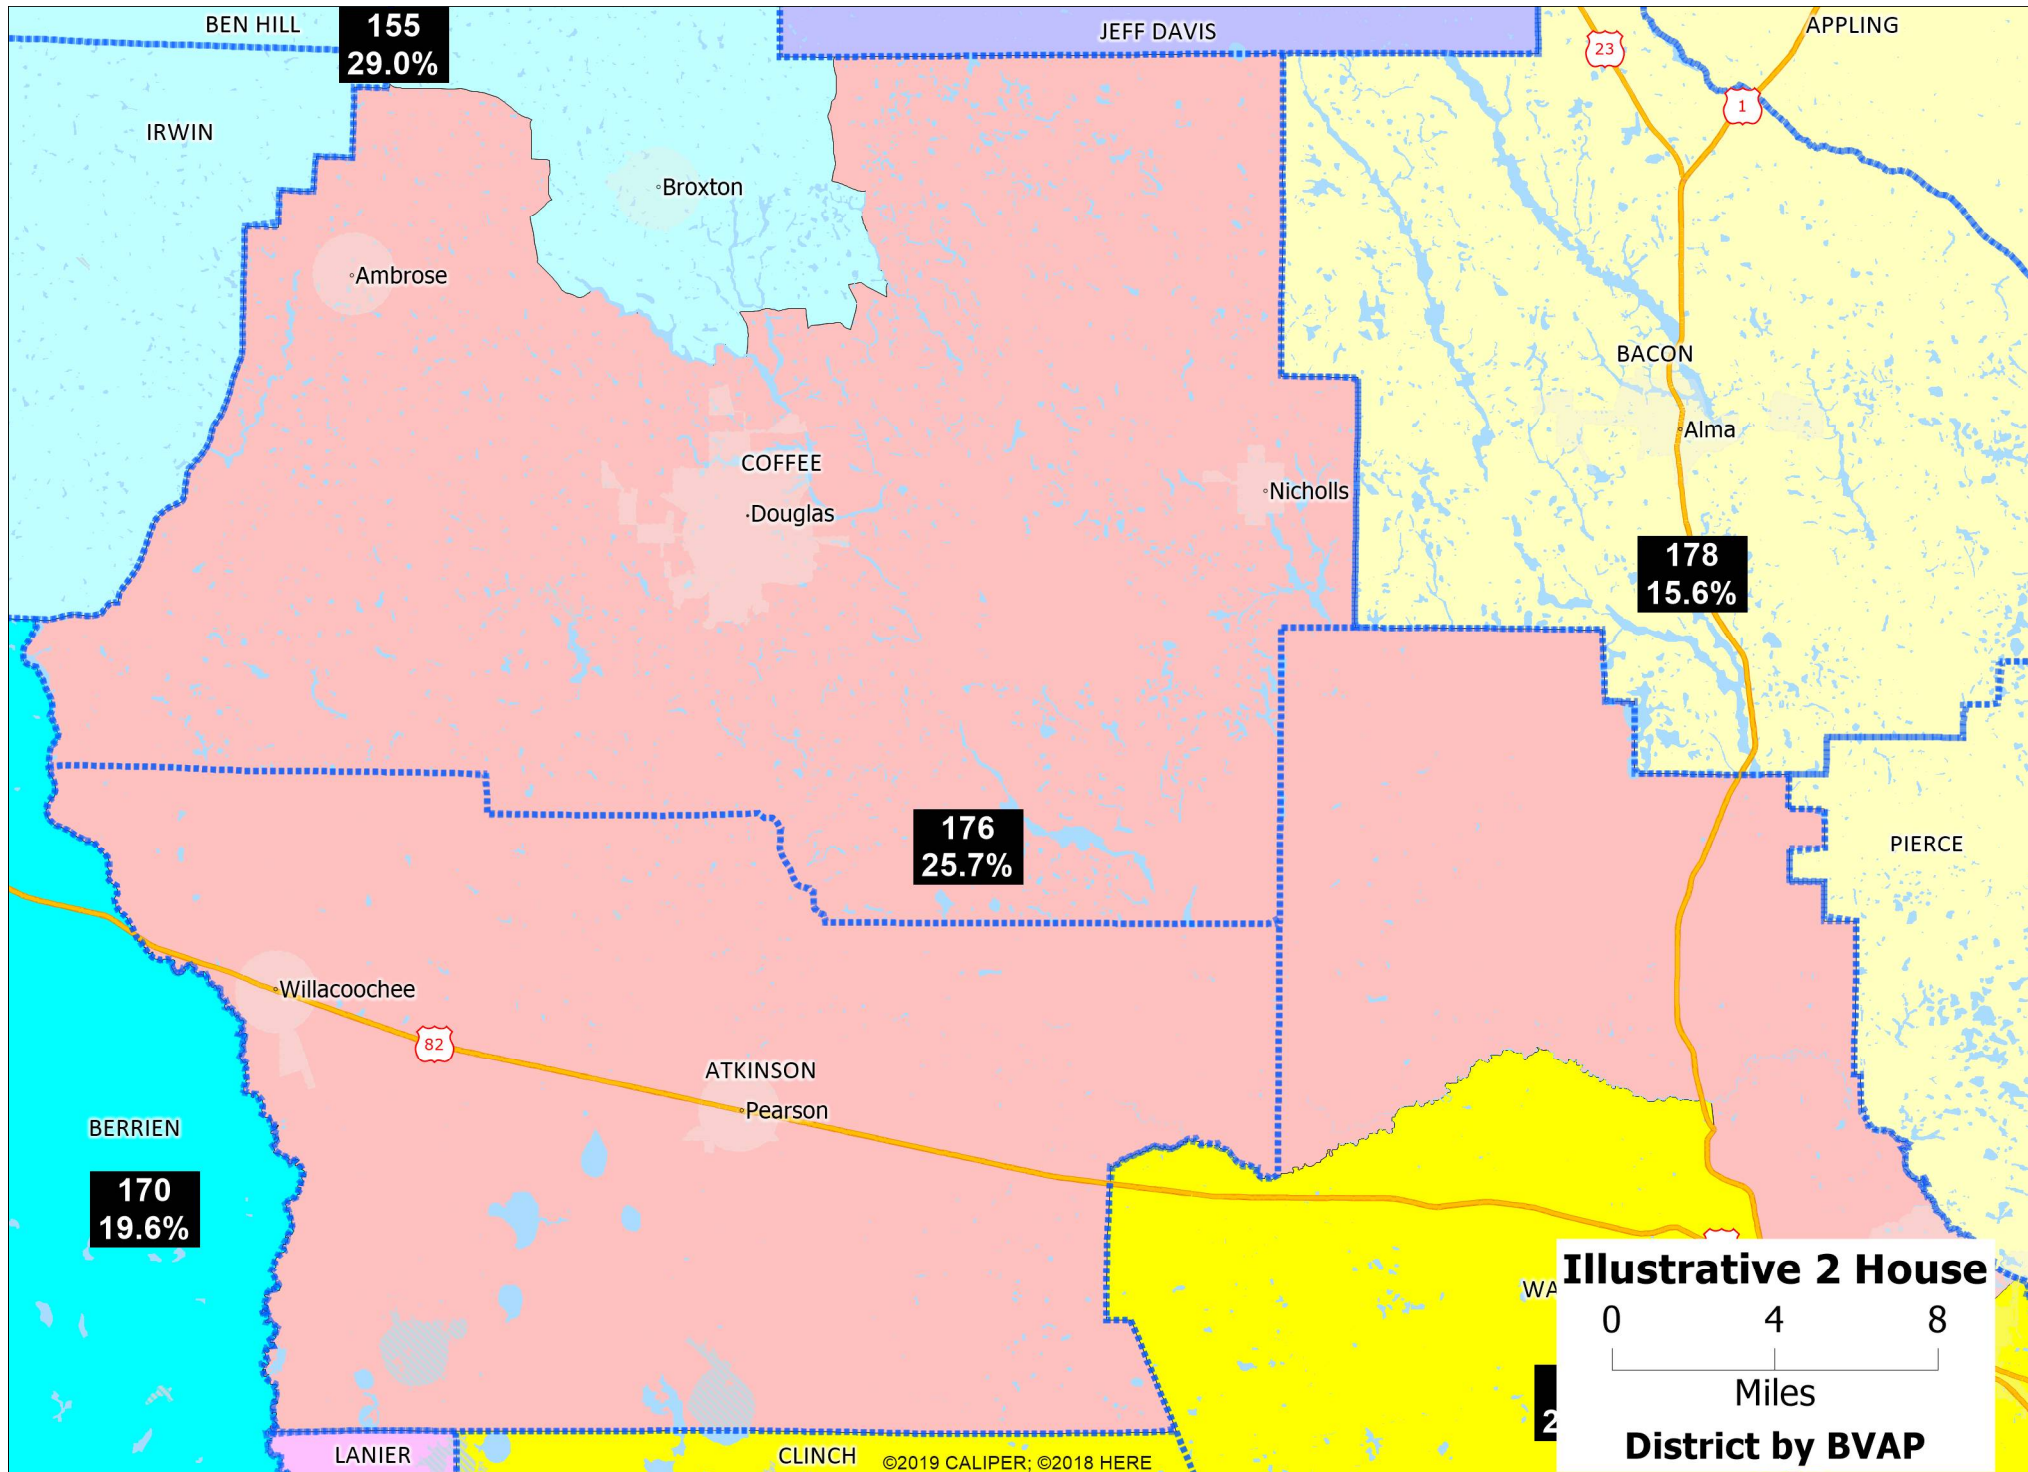 BEN HILL
155
29.0%
JEFF DAVIS
APPLING
23
1
IRWIN
Broxton
Ambrose
BACON
Alma
COFFEE
Nicholls
Douglas
178
15.6%
176
25.7%
PIERCE
Willacoochee
82
ATKINSON
Pearson
BERRIEN
170
19.6%
WA
Illustrative 2 House
0 4 8
Miles
District by BVAP
2
LANIER
CLINCH
©2019 CALIPER; ©2018 HERE